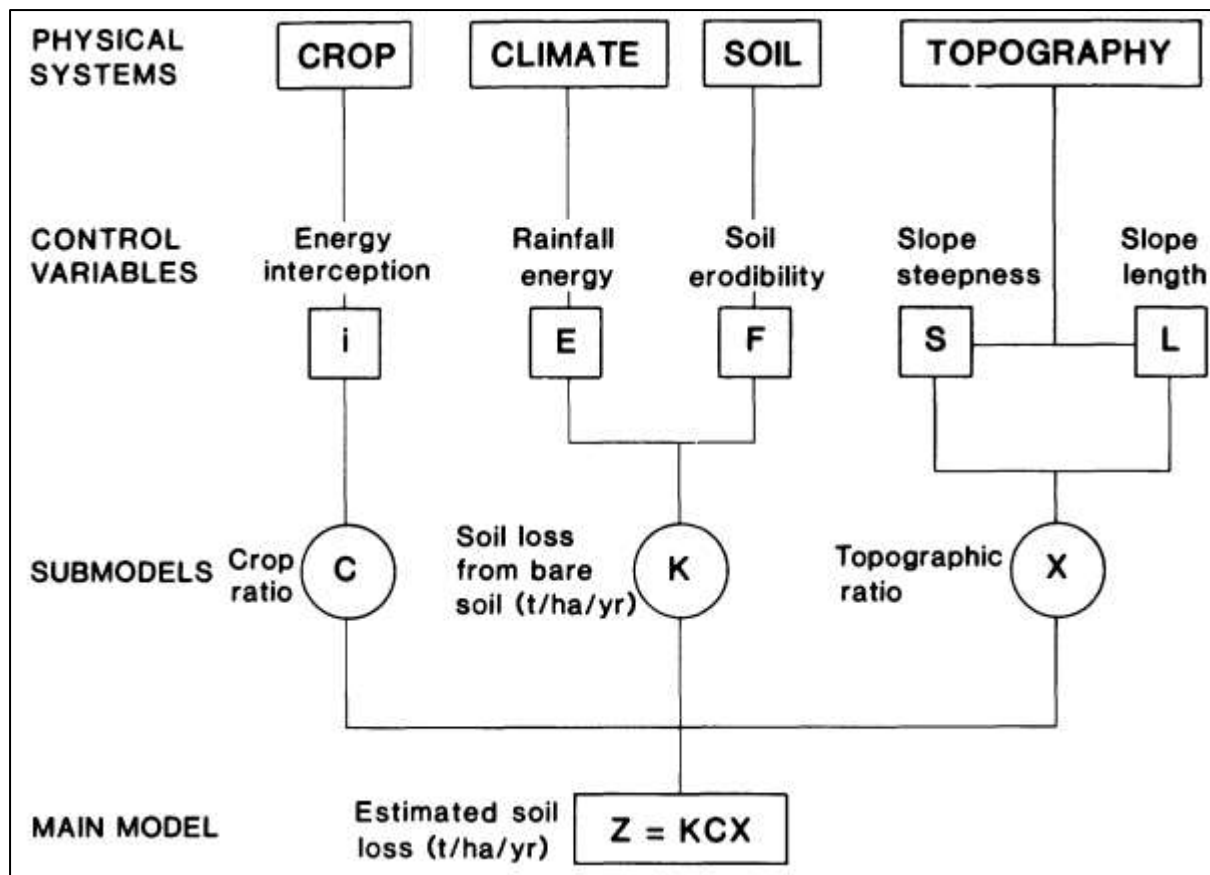 PHYSICAL
SYSTEMS
CROP
CLIMATE
SOIL
TOPOGRAPHY
CONTROL
VARIABLES
Energy
interception
Rainfall
energy
Soil
erodibility
Slope
steepness
Slope
length
i
E
F
S
L
SUBMODELS
Crop
ratio
C
Soil loss
from bare
soil (t/ha/yr)
K
Topographic
ratio
X
MAIN MODEL
Estimated soil
loss (t/ha/yr)
Z = KCX